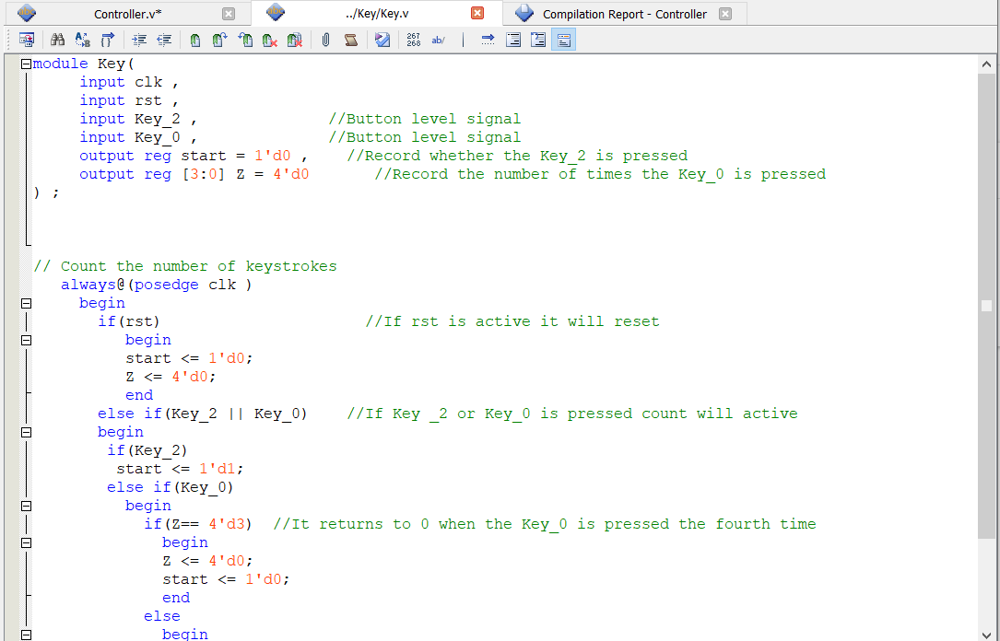 Controller.v*
../Key/Key.v
Compilation Report - Controller
267
268
ab/
module Key(
input clk ,
input rst ,
input Key_2 , //Button level signal
input Key_0 , //Button level signal
output reg start = 1'd0 , //Record whether the Key_2 is pressed
output reg [3:0] Z = 4'd0 //Record the number of times the Key_0 is pressed
) ;
// Count the number of keystrokes
always@(posedge clk )
begin
if(rst) //If rst is active it will reset
begin
start <= 1'd0;
Z <= 4'd0;
end
else if(Key_2 || Key_0) //If Key _2 or Key_0 is pressed count will active
begin
if(Key_2)
start <= 1'd1;
else if(Key_0)
begin
if(Z== 4'd3) //It returns to 0 when the Key_0 is pressed the fourth time
begin
Z <= 4'd0;
start <= 1'd0;
end
else
begin